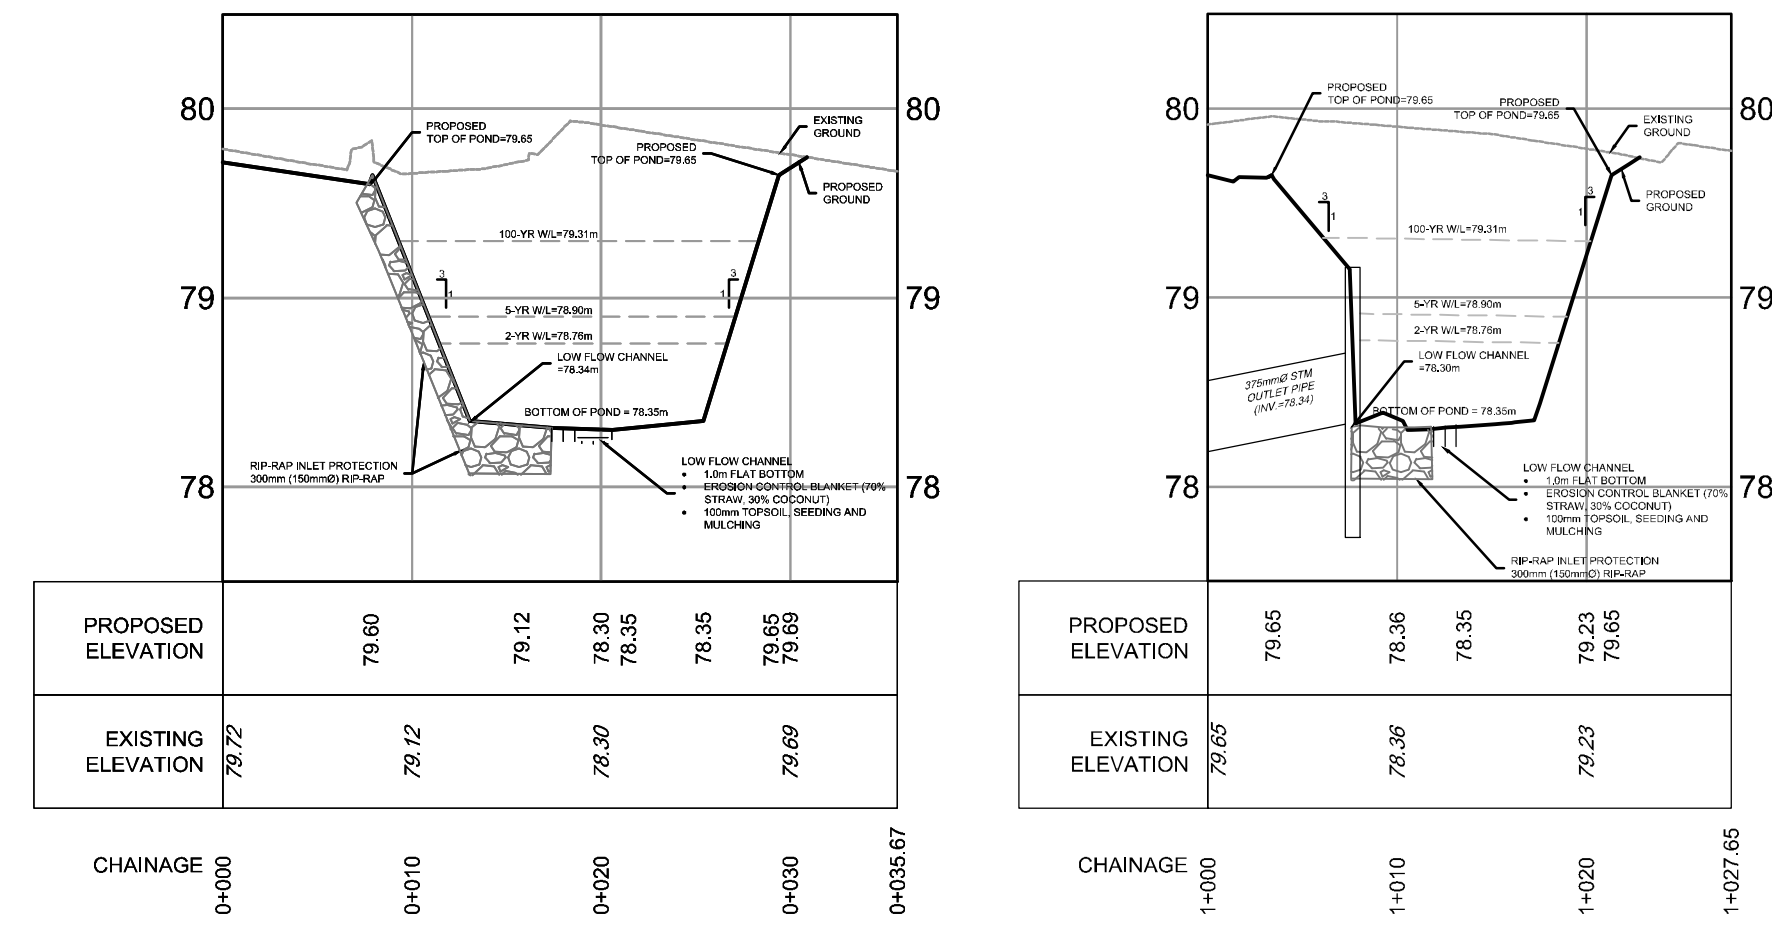 80
79
78
80
79
78
PROPOSED
TOP OF POND=79.65
PROPOSED
TOP OF POND=79.65
EXISTING
GROUND
PROPOSED
GROUND
100-YR W/L=79.31m
3
1
3
1
5-YR W/L=78.90m
2-YR W/L=78.76m
LOW FLOW CHANNEL
=78.34m
BOTTOM OF POND = 78.35m
RIP-RAP INLET PROTECTION
300mm (150mmØ) RIP-RAP
LOW FLOW CHANNEL
• 1.0m FLAT BOTTOM
• EROSION CONTROL BLANKET (70%
STRAW, 30% COCONUT)
• 100mm TOPSOIL, SEEDING AND
MULCHING
PROPOSED
ELEVATION
79.60
79.12
78.30
78.35
78.35
79.65
79.69
EXISTING
ELEVATION
79.72
79.12
78.30
79.69
CHAINAGE
0+000
0+010
0+020
0+030
0+035.67
80
79
78
80
79
78
PROPOSED
TOP OF POND=79.65
PROPOSED
TOP OF POND=79.65
EXISTING
GROUND
PROPOSED
GROUND
3
1
3
1
100-YR W/L=79.31m
5-YR W/L=78.90m
2-YR W/L=78.76m
LOW FLOW CHANNEL
=78.30m
375mmØ STM
OUTLET PIPE
(INV.=78.34)
BOTTOM OF POND = 78.35m
LOW FLOW CHANNEL
• 1.0m FLAT BOTTOM
• EROSION CONTROL BLANKET (70%
STRAW, 30% COCONUT)
• 100mm TOPSOIL, SEEDING AND
MULCHING
RIP-RAP INLET PROTECTION
300mm (150mmØ) RIP-RAP
PROPOSED
ELEVATION
79.65
78.36
78.35
79.23
79.65
EXISTING
ELEVATION
79.65
78.36
79.23
CHAINAGE
1+000
1+010
1+020
1+027.65